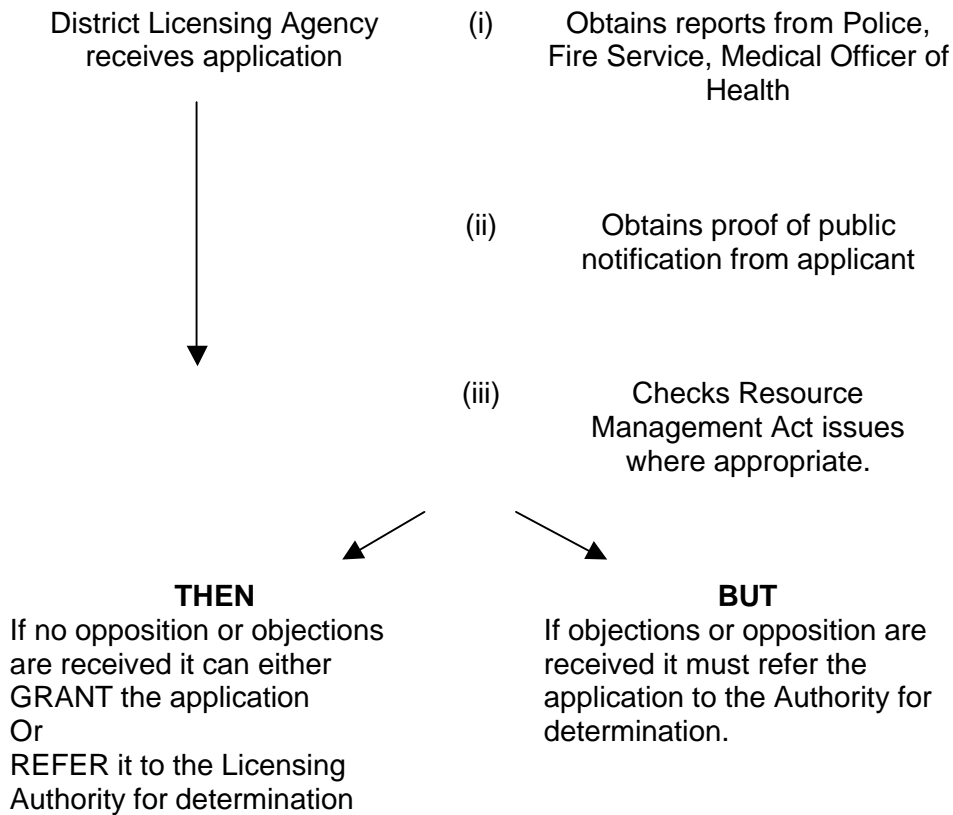 District Licensing Agency
receives application
(i) Obtains reports from Police,
Fire Service, Medical Officer of
Health
(ii) Obtains proof of public
notification from applicant
(iii) Checks Resource
Management Act issues
where appropriate.
THEN
If no opposition or objections
are received it can either
GRANT the application
Or
REFER it to the Licensing
Authority for determination
BUT
If objections or opposition are
received it must refer the
application to the Authority for
determination.